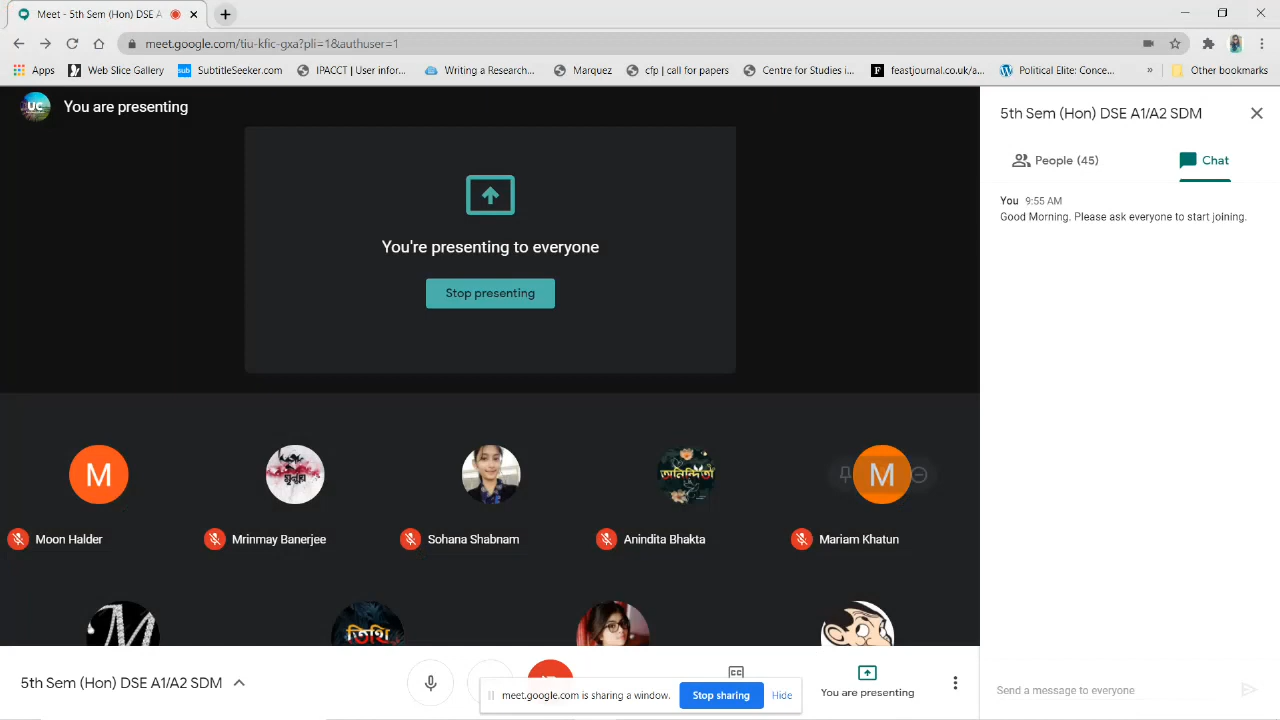 Meet - 5th Sem (Hon) DSE A
meet.google.com/tiu-kfic-gxa?pli=1&authuser=1
Apps
Web Slice Gallery
sub
SubtitleSeeker.com
IPACCT | User infor...
Writing a Research...
Marquez
cfp | call for papers
Centre for Studies i...
F
feastjournal.co.uk/a...
Political Elite: Conce...
»
Other bookmarks
UC
You are presenting
You're presenting to everyone
Stop presenting
5th Sem (Hon) DSE A1/A2 SDM
People (45)
Chat
You 9:55 AM
Good Morning. Please ask everyone to start joining.
M
মৃন্ময়
অনিন্দিতা
M
Moon Halder
Mrinmay Banerjee
Sohana Shabnam
Anindita Bhakta
Mariam Khatun
M
তিথি
5th Sem (Hon) DSE A1/A2 SDM
meet.google.com is sharing a window.
Stop sharing
Hide
You are presenting
Send a message to everyone